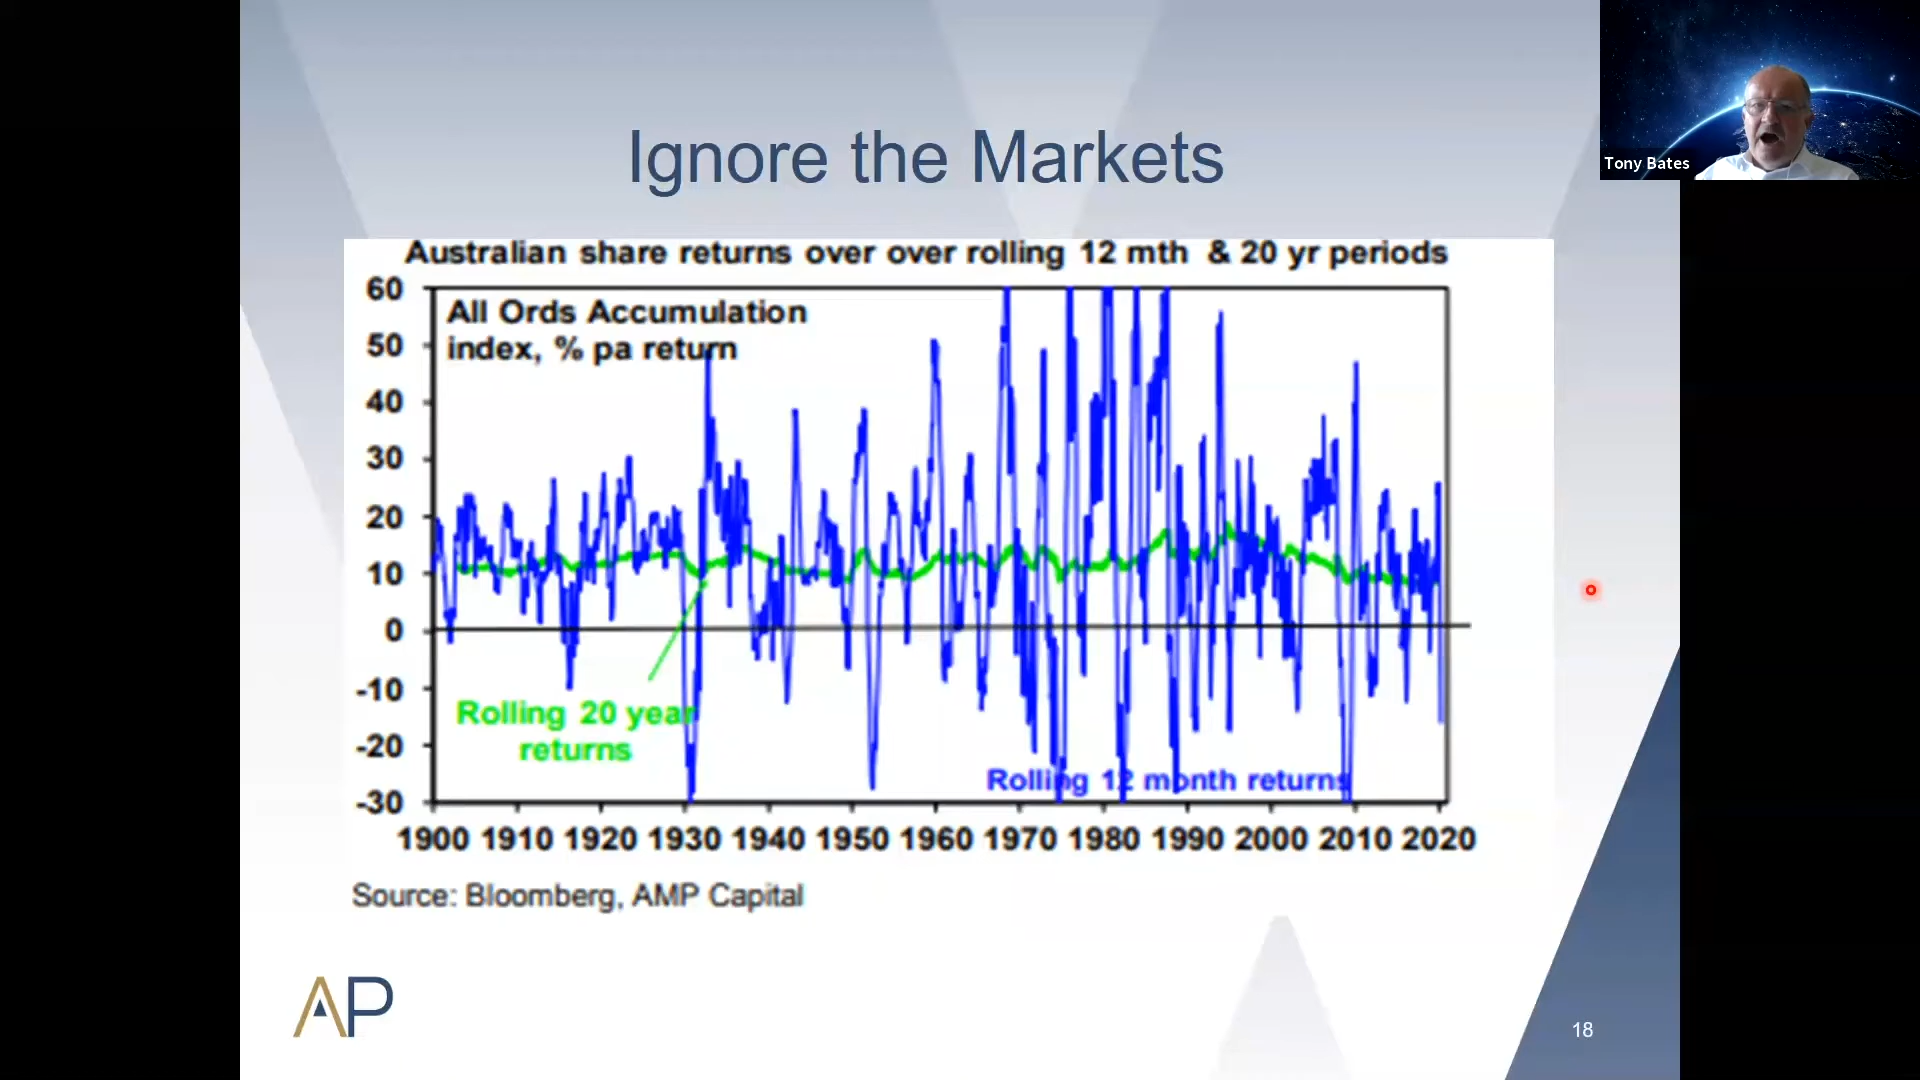 Ignore the Markets
Tony Bates
Australian share returns over over rolling 12 mth & 20 yr periods
All Ords Accumulation
index, % pa return
60
50
40
30
20
10
0
-10
-20
-30
Rolling 20 year
returns
Rolling 12 month returns
1900 1910 1920 1930 1940 1950 1960 1970 1980 1990 2000 2010 2020
Source: Bloomberg, AMP Capital
AP
18